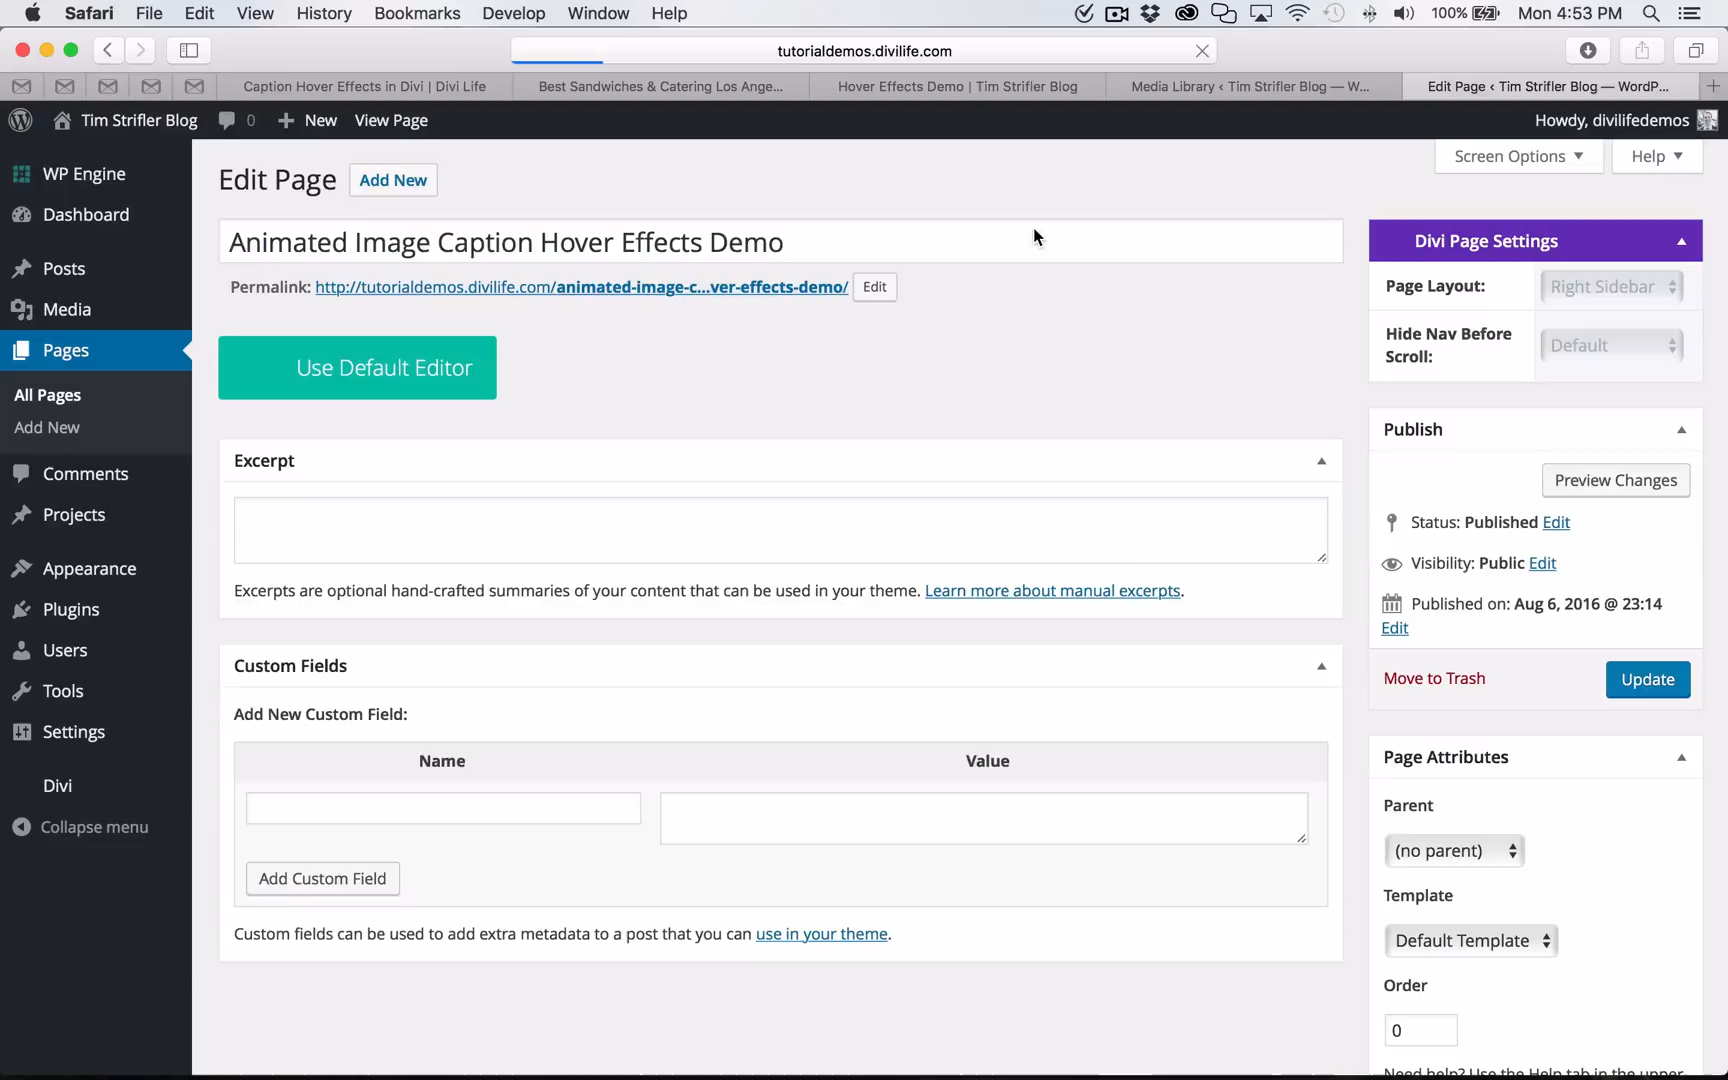 Safari File Edit View History Bookmarks Develop Window Help 100% Mon 4:53 PM
tutorialdemos.divilife.com
Caption Hover Effects in Divi | Divi Life
Best Sandwiches & Catering Los Ange...
Hover Effects Demo | Tim Strifler Blog
Media Library ‹ Tim Strifler Blog — W...
Edit Page ‹ Tim Strifler Blog — WordP...
Tim Strifler Blog 0 New View Page Howdy, divilifedemos
WP Engine
Dashboard
Posts
Media
Pages
All Pages
Add New
Comments
Projects
Appearance
Plugins
Users
Tools
Settings
Divi
Collapse menu
Screen Options Help
Edit Page Add New
Animated Image Caption Hover Effects Demo
Permalink: http://tutorialdemos.divilife.com/animated-image-c...ver-effects-demo/ Edit
Use Default Editor
Excerpt
Excerpts are optional hand-crafted summaries of your content that can be used in your theme. Learn more about manual excerpts.
Custom Fields
Add New Custom Field:
Name Value
Add Custom Field
Custom fields can be used to add extra metadata to a post that you can use in your theme.
Divi Page Settings
Page Layout: Right Sidebar
Hide Nav Before
Scroll:
Default
Publish
Preview Changes
Status: Published Edit
Visibility: Public Edit
Published on: Aug 6, 2016 @ 23:14
Edit
Move to Trash Update
Page Attributes
Parent
(no parent)
Template
Default Template
Order
0
Need help? Use the Help tab in the upper